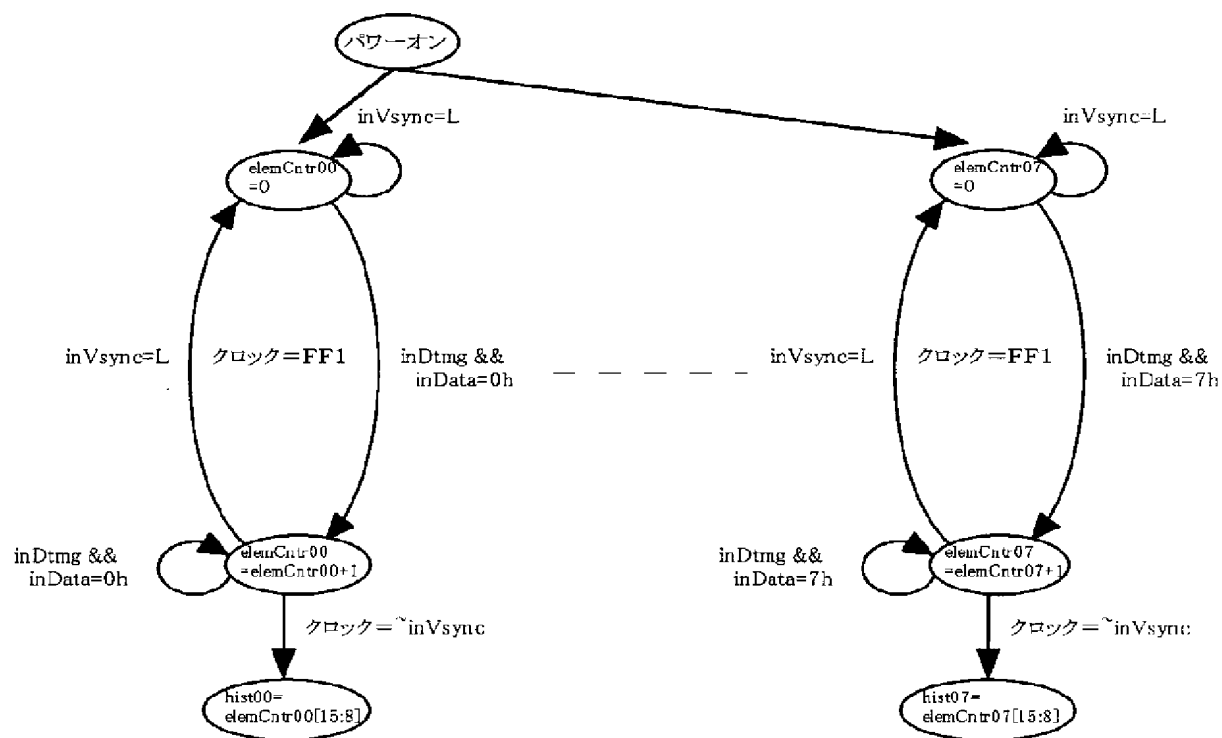 パワーオン
inVsync=L
inVsync=L
elemCntr00
=0
elemCntr07
=0
inVsync=L
クロック＝FF1
inDtmg &&
inData=0h
inVsync=L
クロック＝FF1
inDtmg &&
inData=7h
inDtmg &&
inData=0h
elemCntr00
=elemCntr00+1
inDtmg &&
inData=7h
elemCntr07
=elemCntr07+1
クロック＝~inVsync
クロック＝~inVsync
hist00=
elemCntr00[15:8]
hist07=
elemCntr07[15:8]